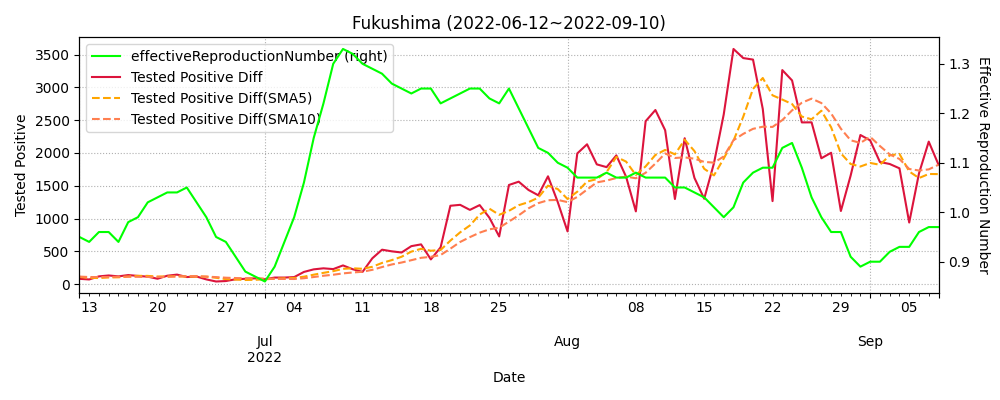 Fukushima (2022-06-12~2022-09-10)
effectiveReproductionNumber (right)
Tested Positive Diff
Tested Positive Diff(SMA5)
Tested Positive Diff(SMA10)
Tested Positive
3500
3000
2500
2000
1500
1000
500
0
1.3
1.2
1.1
1.0
0.9
Effective Reproduction Number
13 20 27 04 11 18 25 08 15 22 29 05
Jul Aug Sep
2022
Date